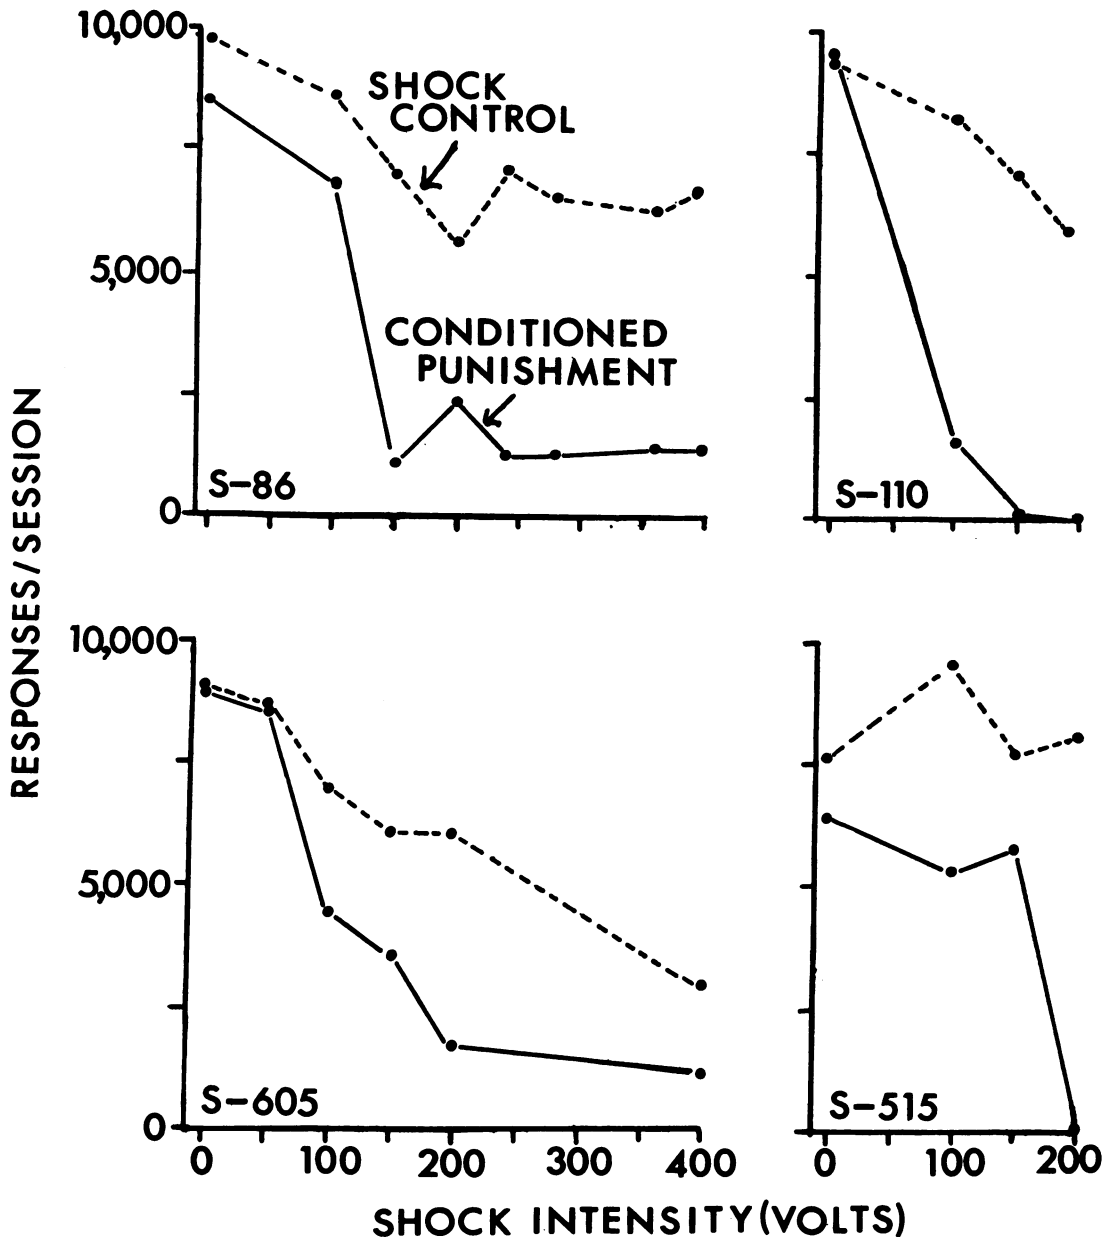 10,000
SHOCK
CONTROL
5,000
CONDITIONED
PUNISHMENT
S-86
0
S-110
RESPONSES/SESSION
10,000
5,000
S-605
0
S-515
0 100 200 300 400
0 100 200
SHOCK INTENSITY (VOLTS)